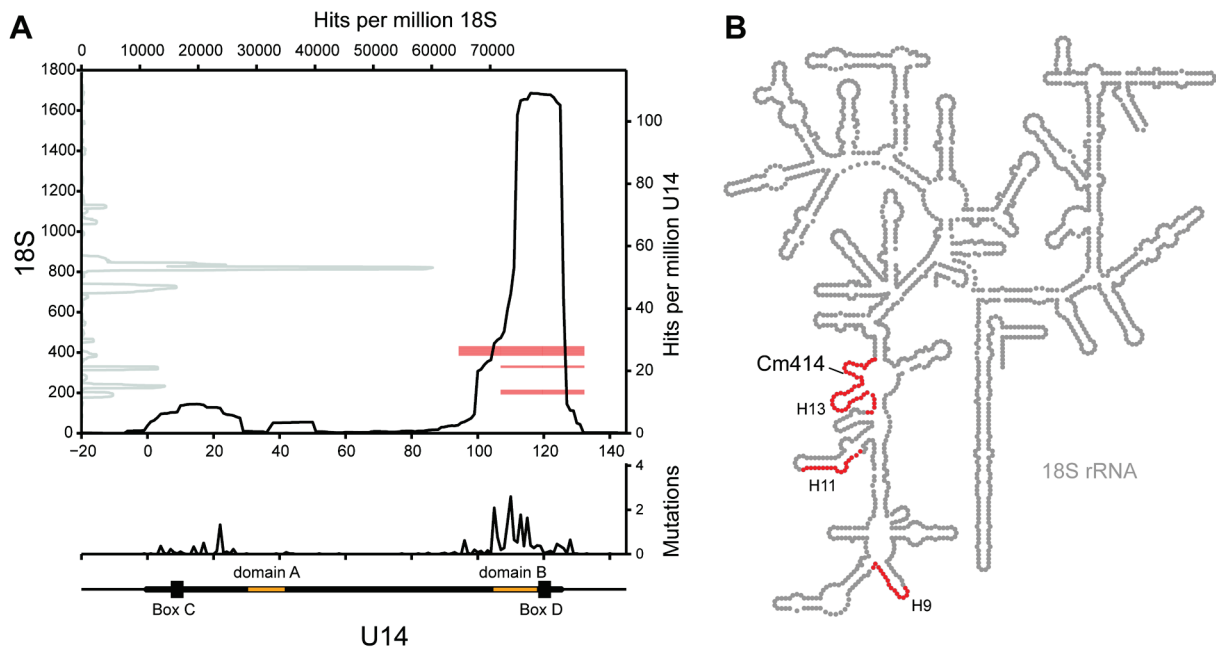 A
Hits per million 18S
0 10000 20000 30000 40000 50000 60000 70000
1800
1600
1400
1200
1000
800
600
400
200
0
18S
100
80
60
40
20
0
Hits per million U14
−20 0 20 40 60 80 100 120 140
4
2
0
Mutations
domain A domain B
Box C Box D
U14
B
Cm414
H13
H11
18S rRNA
H9